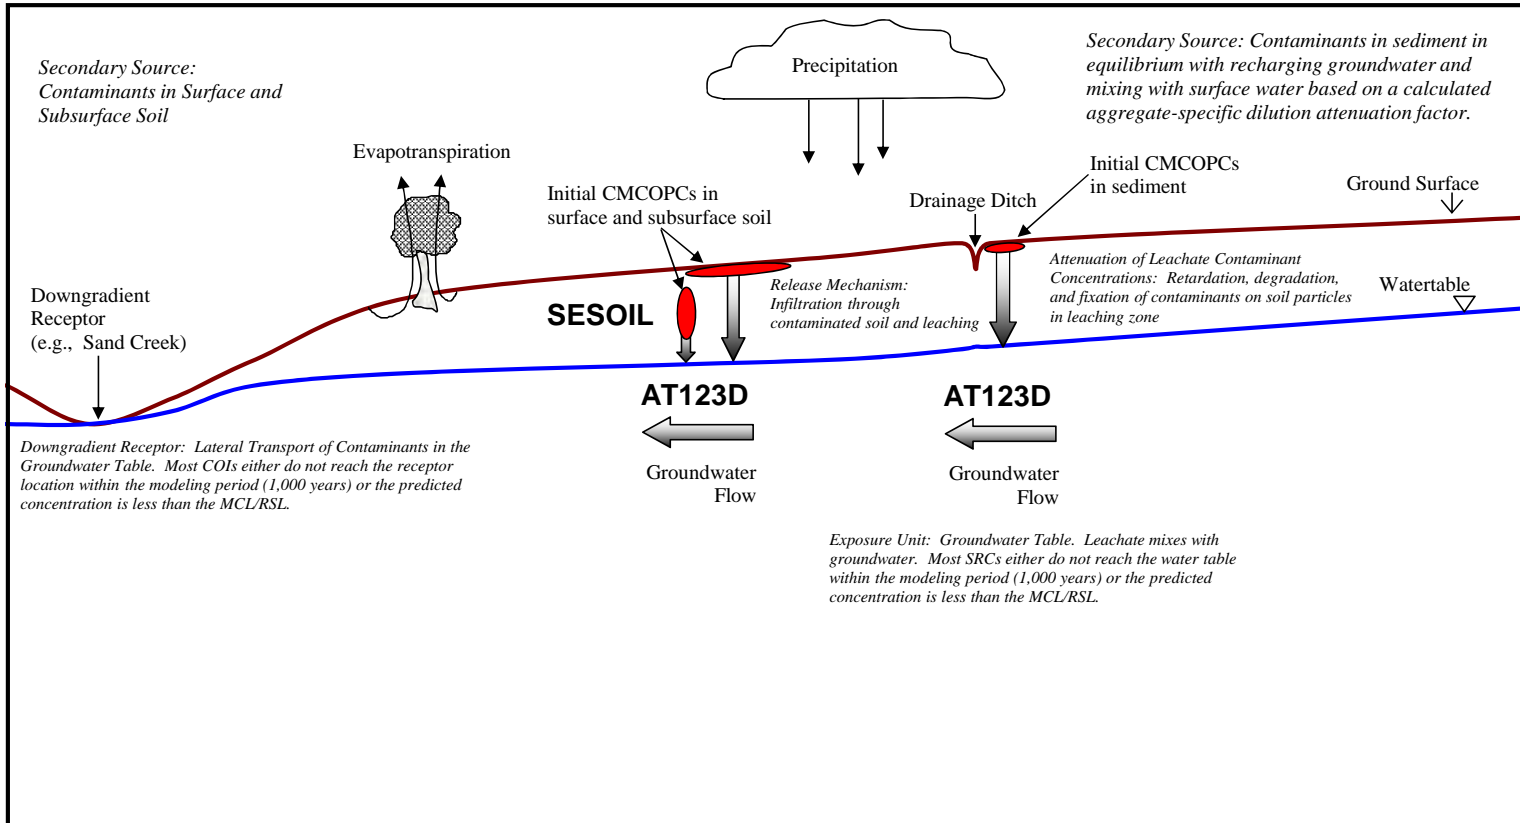 Secondary Source:
Contaminants in Surface and
Subsurface Soil
Precipitation
Secondary Source: Contaminants in sediment in
equilibrium with recharging groundwater and
mixing with surface water based on a calculated
aggregate-specific dilution attenuation factor.
Evapotranspiration
Initial CMCOPCs in
surface and subsurface soil
Drainage Ditch
Initial CMCOPCs
in sediment
Ground Surface
Downgradient
Receptor
(e.g., Sand Creek)
SESOIL
Release Mechanism:
Infiltration through
contaminated soil and leaching
Attenuation of Leachate Contaminant
Concentrations: Retardation, degradation,
and fixation of contaminants on soil particles
in leaching zone
Watertable
AT123D
AT123D
Downgradient Receptor: Lateral Transport of Contaminants in the
Groundwater Table. Most COIs either do not reach the receptor
location within the modeling period (1,000 years) or the predicted
concentration is less than the MCL/RSL.
Groundwater
Flow
Groundwater
Flow
Exposure Unit: Groundwater Table. Leachate mixes with
groundwater. Most SRCs either do not reach the water table
within the modeling period (1,000 years) or the predicted
concentration is less than the MCL/RSL.